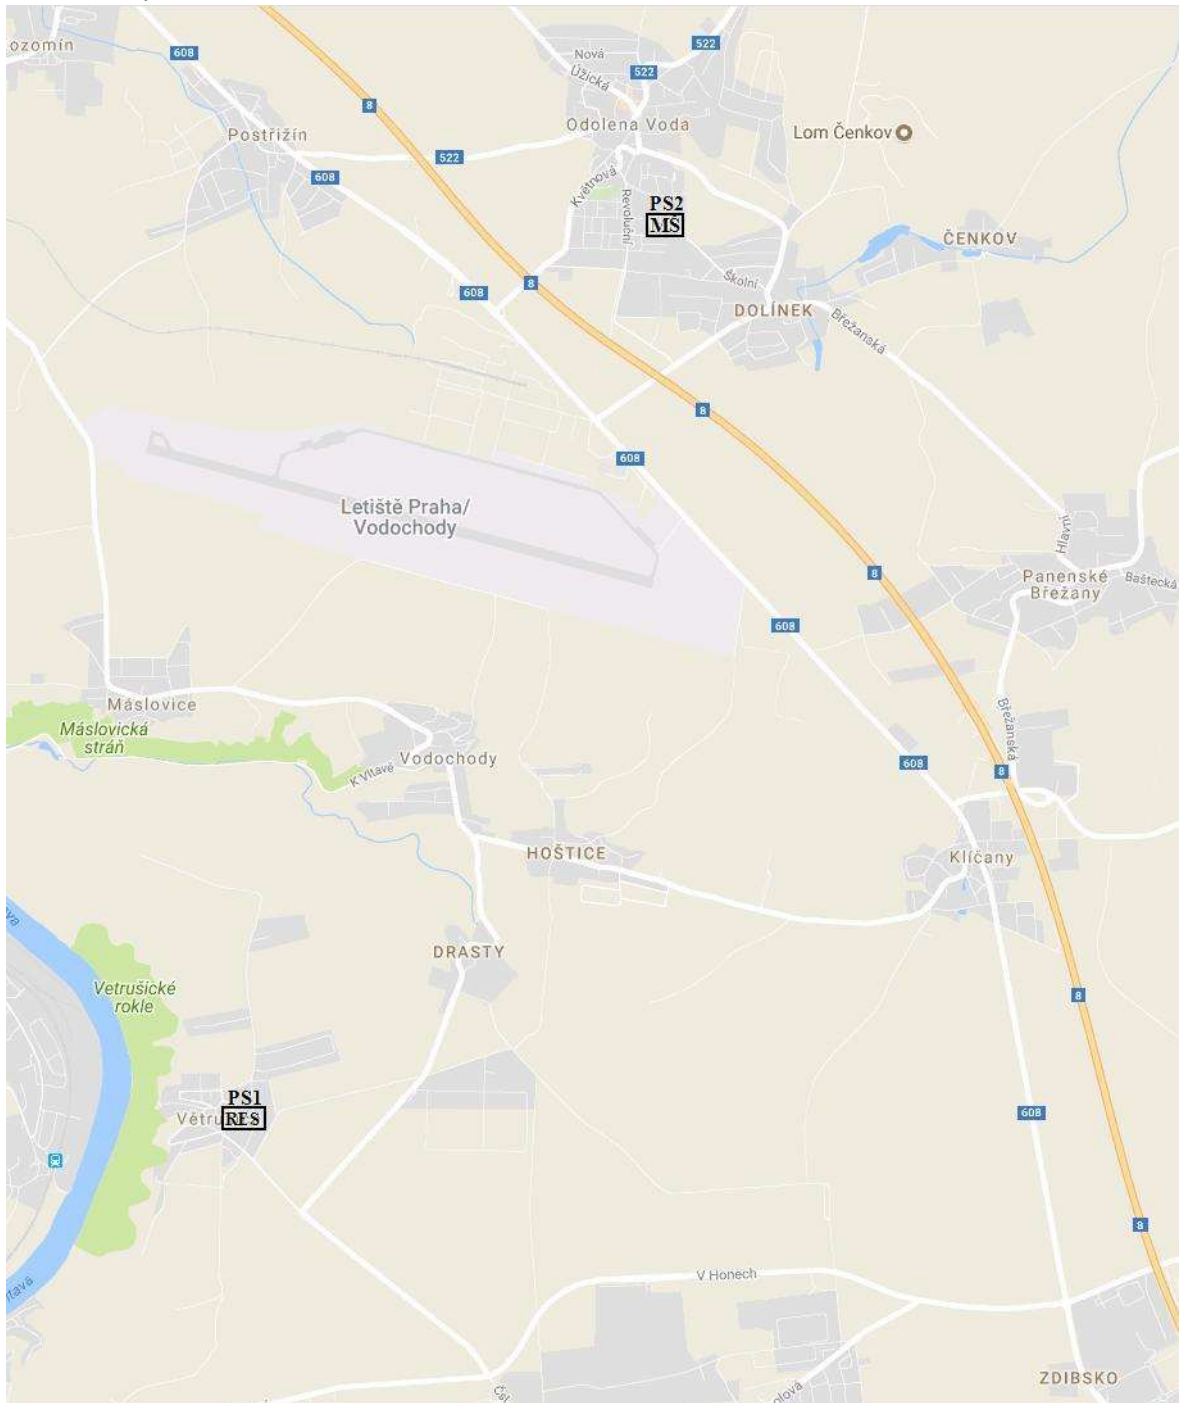 ozomín
608
522
Nová
Úžická
522
8
Postřižín
Odolena Voda
Lom Čenkov
522
608
Květnová
Revoluční
PS2
MŠ
ČENKOV
Školní
8
608
DOLÍNEK
Břežanská
8
608
Letiště Praha/
Vodochody
Hlavní
8
Panenské
Břežany
Baštecká
608
Máslovice
Máslovická
stráň
Břežanská
Vodochody
K Vltavě
608
8
HOŠTICE
Klíčany
DRASTY
Vetrušické
rokle
8
PS1
RES
Větru
608
8
V Honech
ZDIBSKO